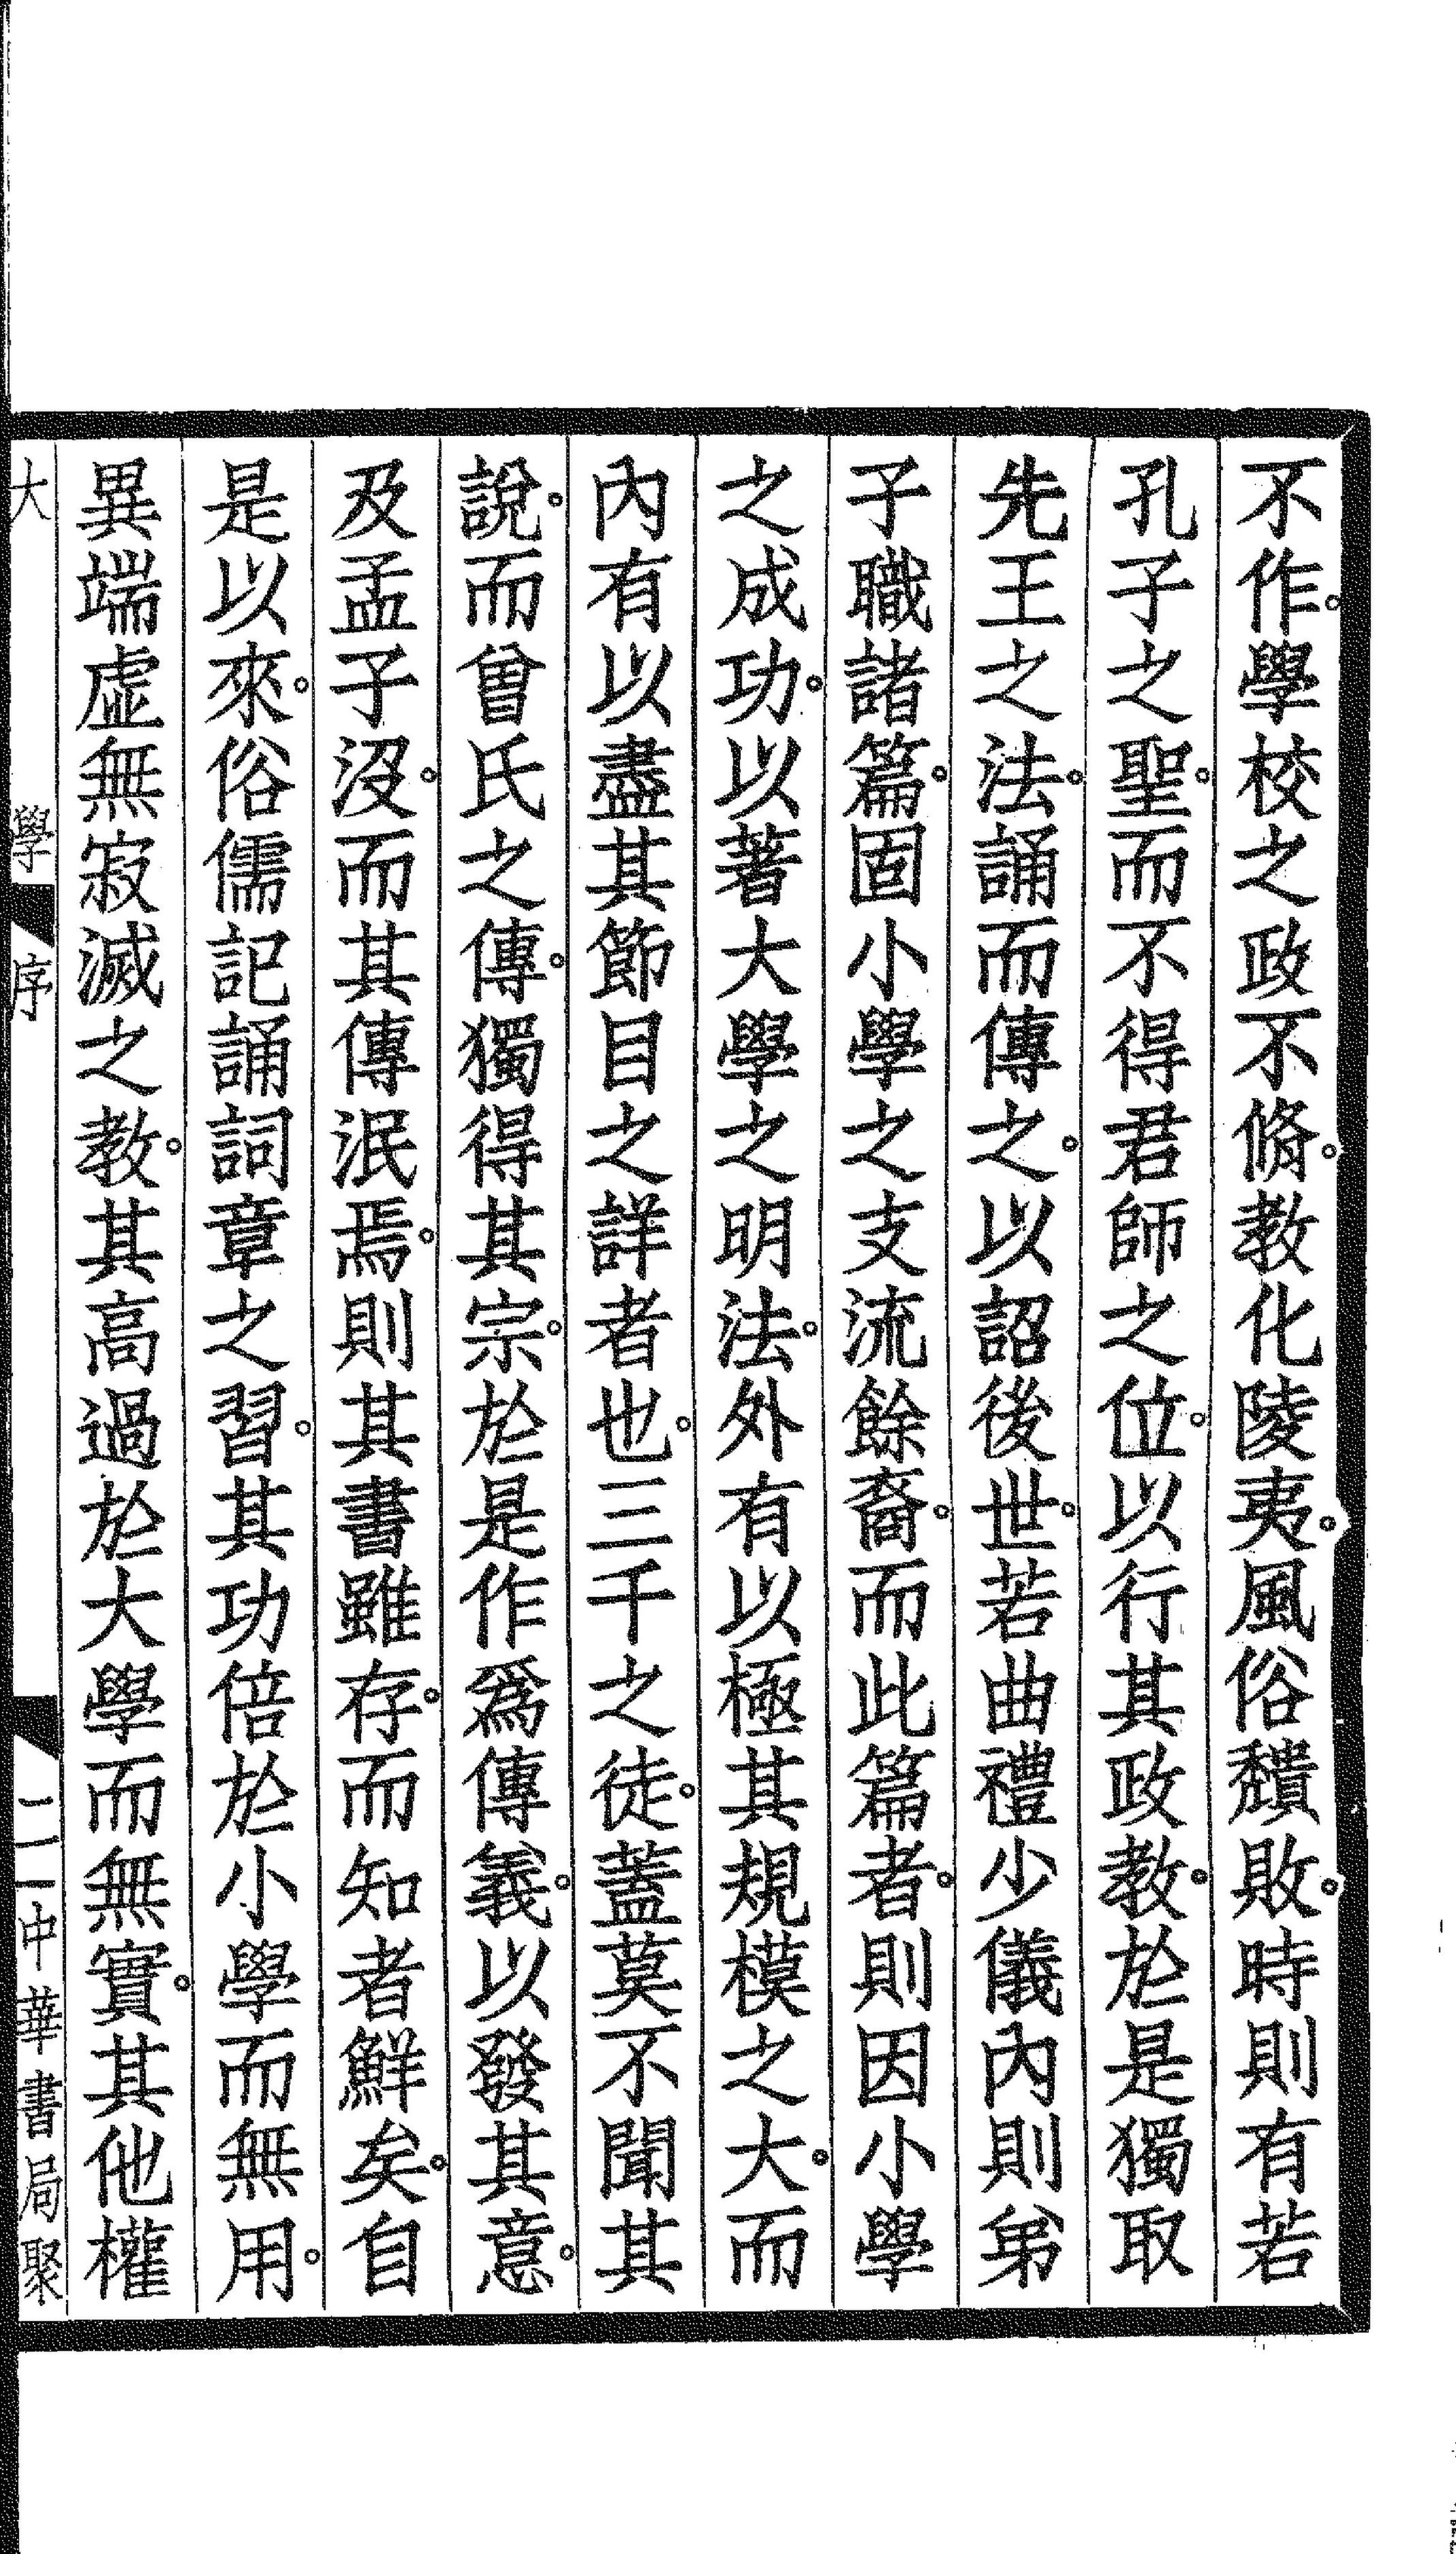 不作。學校之政不脩。教化陵夷。風俗穨敗。時則有若
孔子之聖。而不得君師之位。以行其政教。於是獨取
先王之法。誦而傳之。以詔後世。若曲禮少儀內則弟
子職諸篇。固小學之支流餘裔。而此篇者。則因小學
之成功。以著大學之明法。外有以極其規模之大。而
內有以盡其節目之詳者也。三千之徒。蓋莫不聞其
說。而曾氏之傳。獨得其宗。於是作爲傳義。以發其意。
及孟子沒。而其傳泯焉。則其書雖存。而知者鮮矣。自
是以來。俗儒記誦詞章之習。其功倍於小學而無用。
異端虛無寂滅之教。其高過於大學而無實。其他權
大學 序 二 中華書局聚